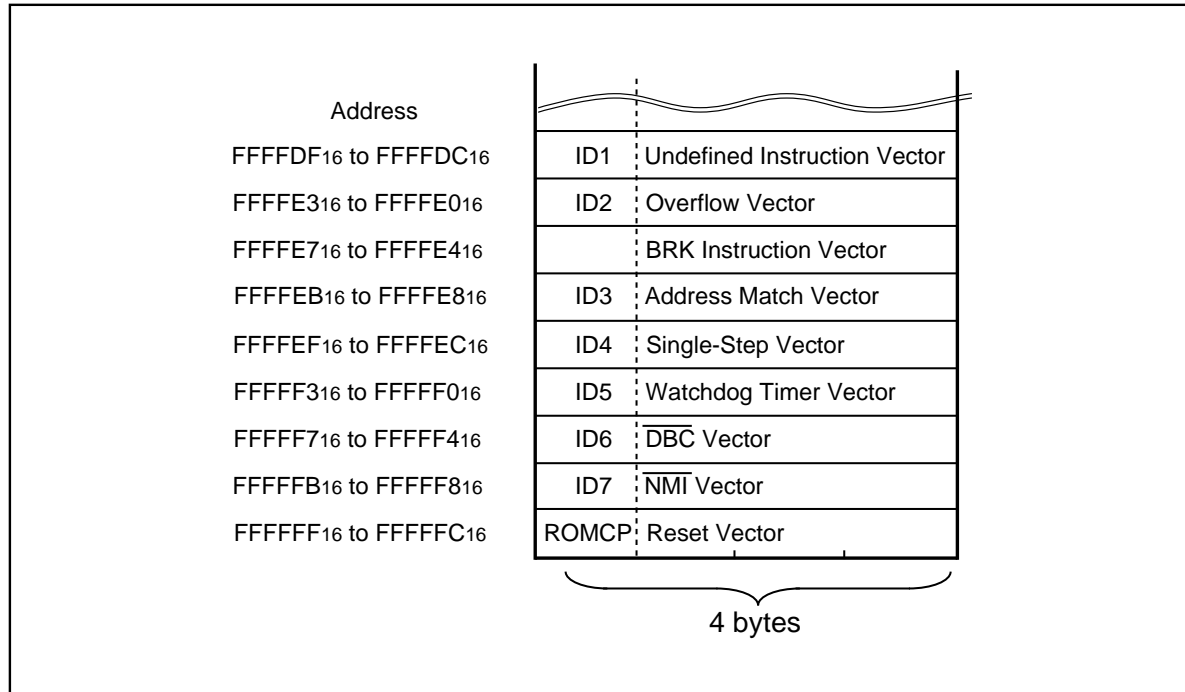 Address
FFFFDF16 to FFFFDC16 ID1 Undefined Instruction Vector
FFFFE316 to FFFFE016 ID2 Overflow Vector
FFFFE716 to FFFFE416 BRK Instruction Vector
FFFFEB16 to FFFFE816 ID3 Address Match Vector
FFFFEF16 to FFFFEC16 ID4 Single-Step Vector
FFFFF316 to FFFFF016 ID5 Watchdog Timer Vector
FFFFF716 to FFFFF416 ID6 DBC Vector
FFFFFB16 to FFFFF816 ID7 NMI Vector
FFFFFF16 to FFFFFC16 ROMCP Reset Vector
4 bytes